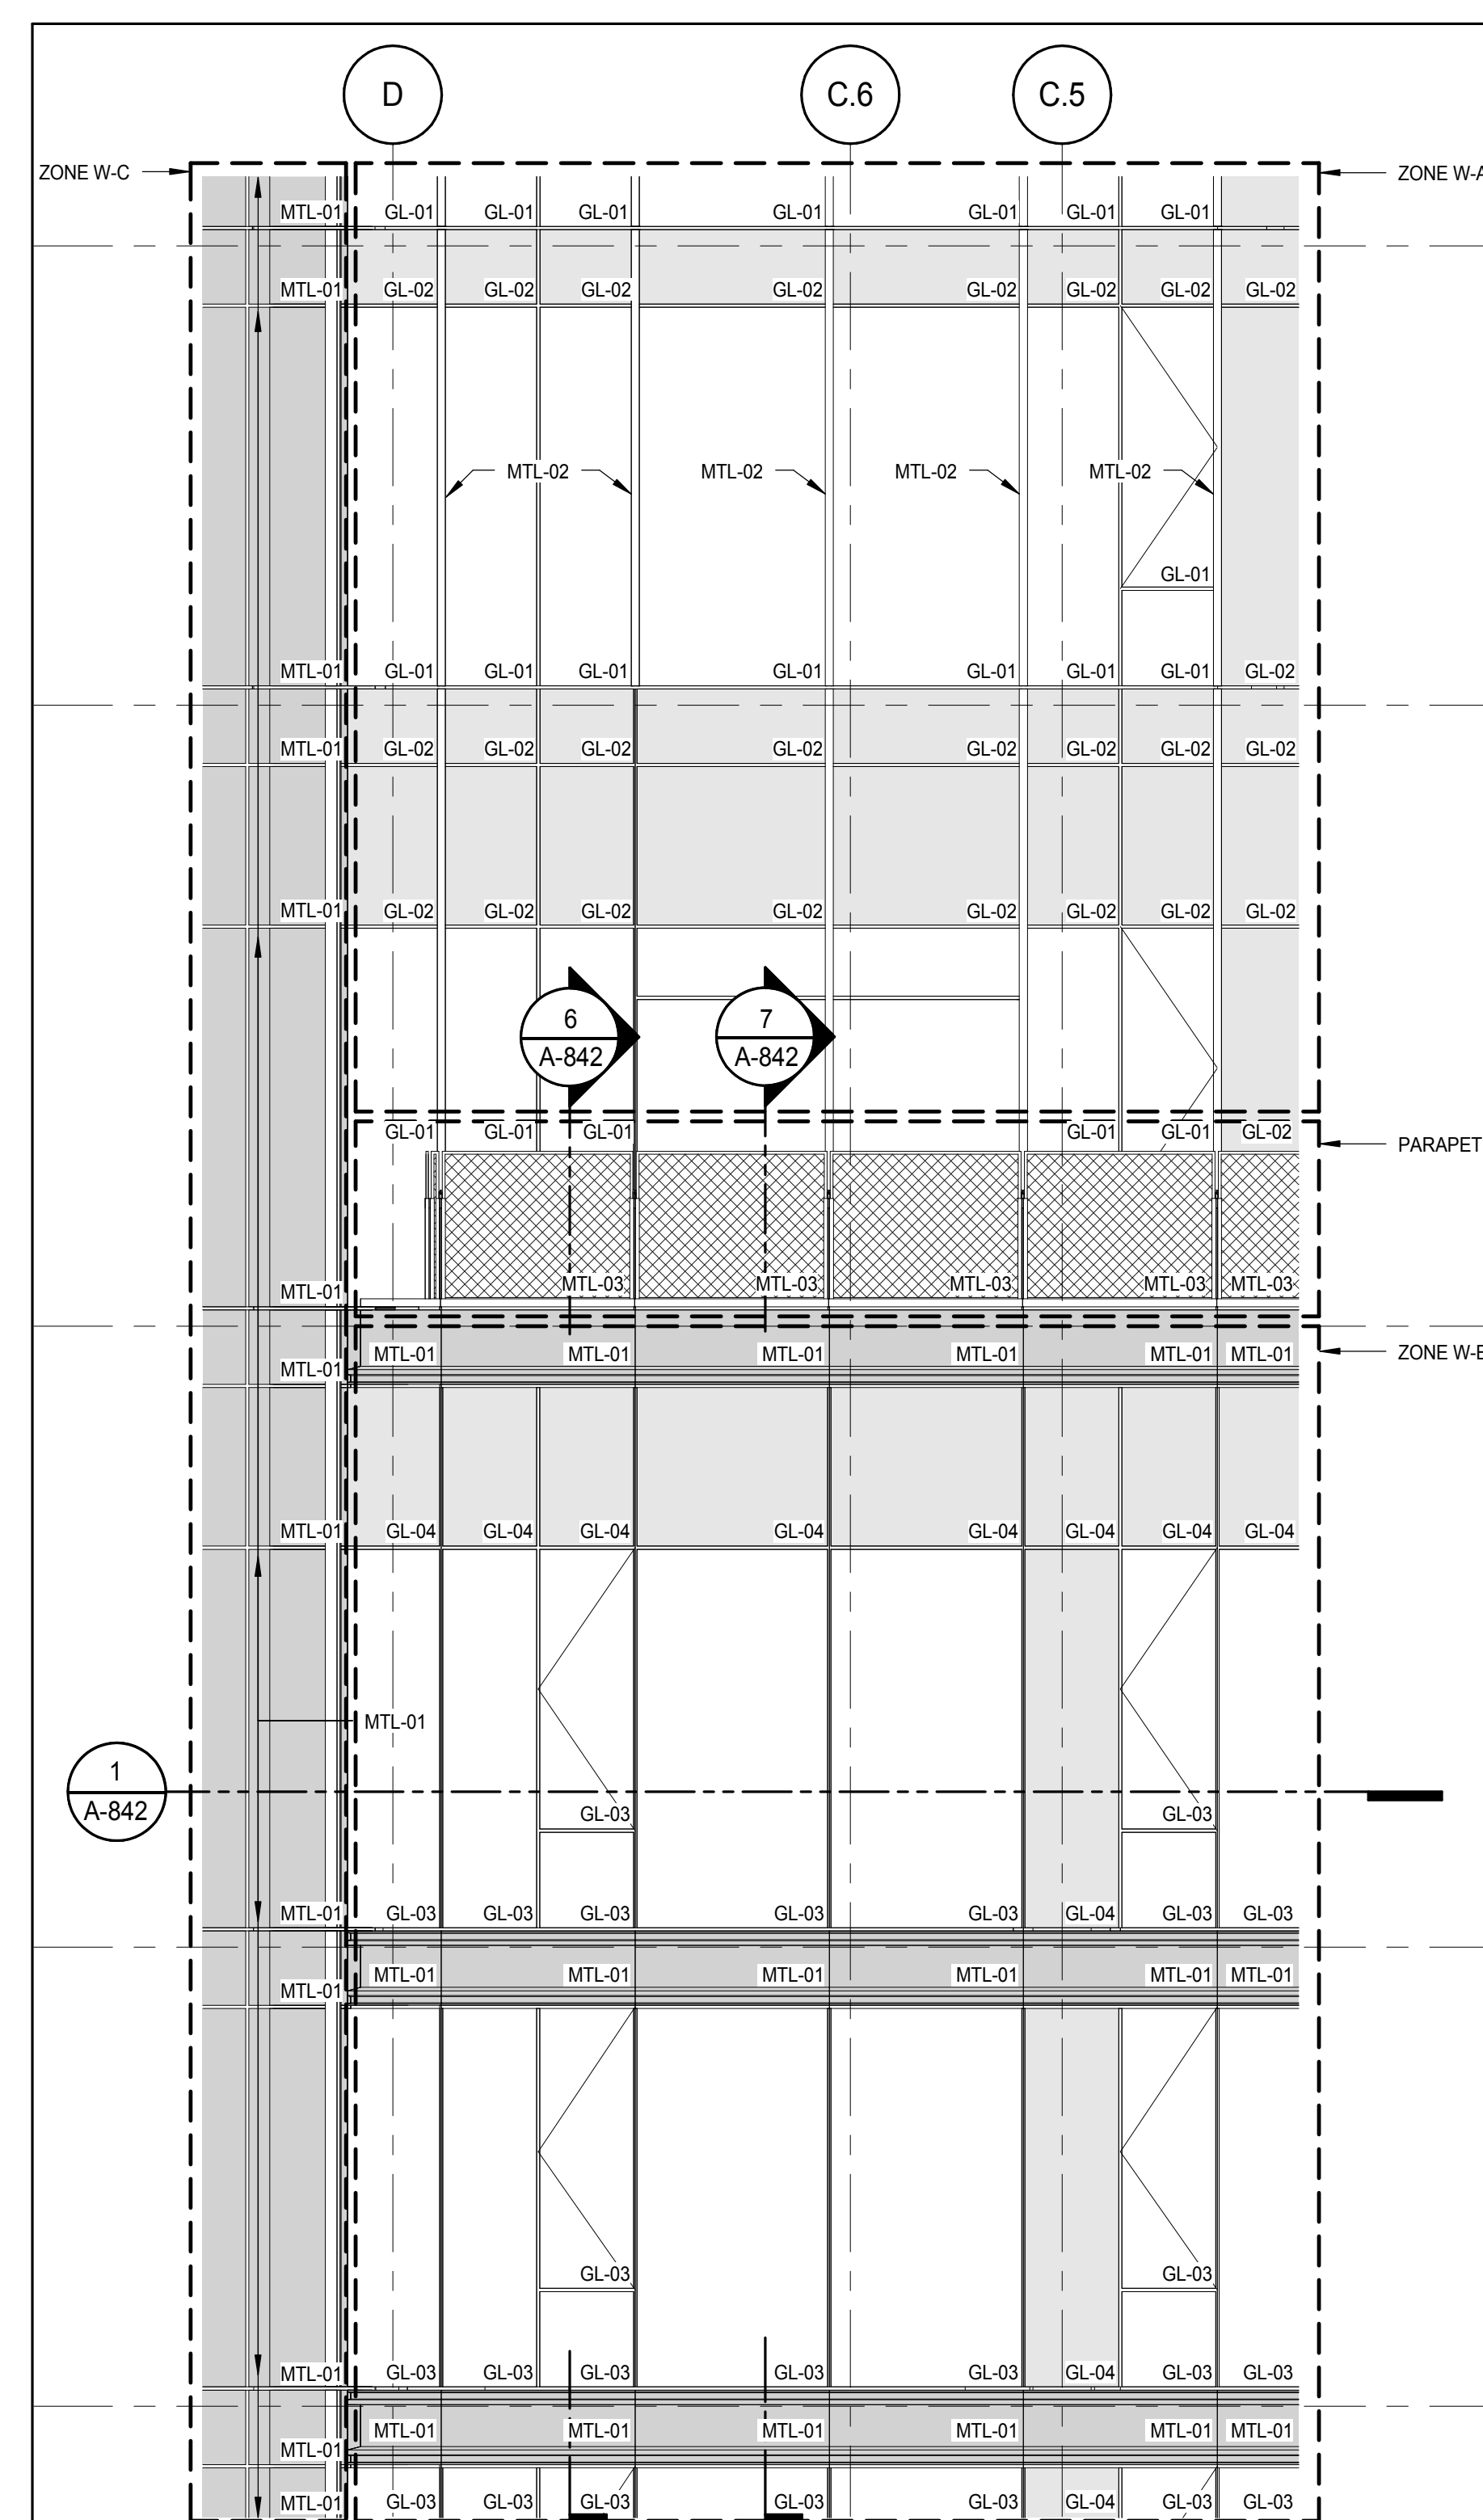 D C.6 C.5
ZONE W-C ZONE W-A
MTL-01 GL-01 GL-01 GL-01 GL-01 GL-01 GL-01 GL-01
MTL-01 GL-02 GL-02 GL-02 GL-02 GL-02 GL-02 GL-02 GL-02
MTL-02 MTL-02 MTL-02 MTL-02
GL-01
MTL-01 GL-01 GL-01 GL-01 GL-01 GL-01 GL-01 GL-01 GL-02
MTL-01 GL-02 GL-02 GL-02 GL-02 GL-02 GL-02 GL-02 GL-02
MTL-01 GL-02 GL-02 GL-02 GL-02 GL-02 GL-02 GL-02 GL-02
6 7
A-842 A-842
GL-01 GL-01 GL-01 GL-01 GL-01 GL-02
PARAPET
MTL-03 MTL-03 MTL-03 MTL-03 MTL-03
MTL-01
MTL-01 MTL-01 MTL-01 MTL-01 MTL-01 MTL-01
ZONE W-B
MTL-01
MTL-01 GL-04 GL-04 GL-04 GL-04 GL-04 GL-04 GL-04 GL-04
MTL-01
1
A-842
GL-03 GL-03
MTL-01 GL-03 GL-03 GL-03 GL-03 GL-03 GL-04 GL-03 GL-03
MTL-01 MTL-01 MTL-01 MTL-01 MTL-01 MTL-01
MTL-01
GL-03 GL-03
MTL-01 GL-03 GL-03 GL-03 GL-03 GL-03 GL-04 GL-03 GL-03
MTL-01 MTL-01 MTL-01 MTL-01 MTL-01 MTL-01
MTL-01
MTL-01 GL-03 GL-03 GL-03 GL-03 GL-03 GL-04 GL-03 GL-03